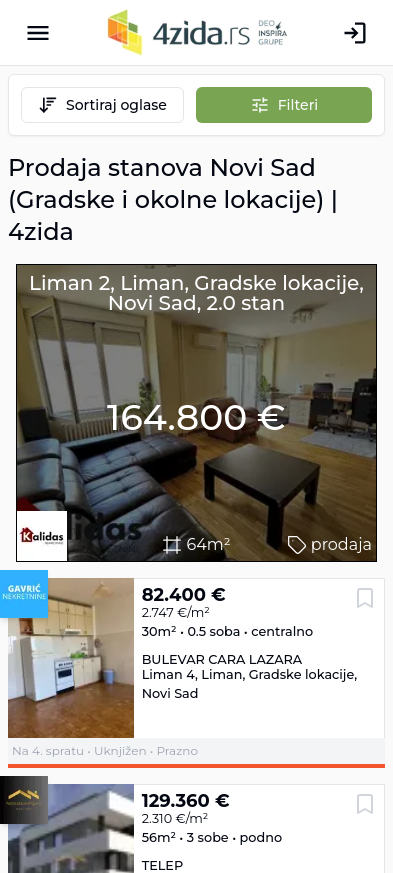 4zida.rs
DEO
INSPIRA
GRUPE
Sortiraj oglase
Filteri
Prodaja stanova Novi Sad
(Gradske i okolne lokacije) |
4zida
Liman 2, Liman, Gradske lokacije,
Novi Sad, 2.0 stan
164.800 €
Kalidas
64m²
prodaja
GAVRIĆ
NEKRETNINE
82.400 €
2.747 €/m²
30m² • 0.5 soba • centralno
BULEVAR CARA LAZARA
Liman 4, Liman, Gradske lokacije,
Novi Sad
Na 4. spratu • Uknjižen • Prazno
129.360 €
2.310 €/m²
56m² • 3 sobe • podno
TELEP